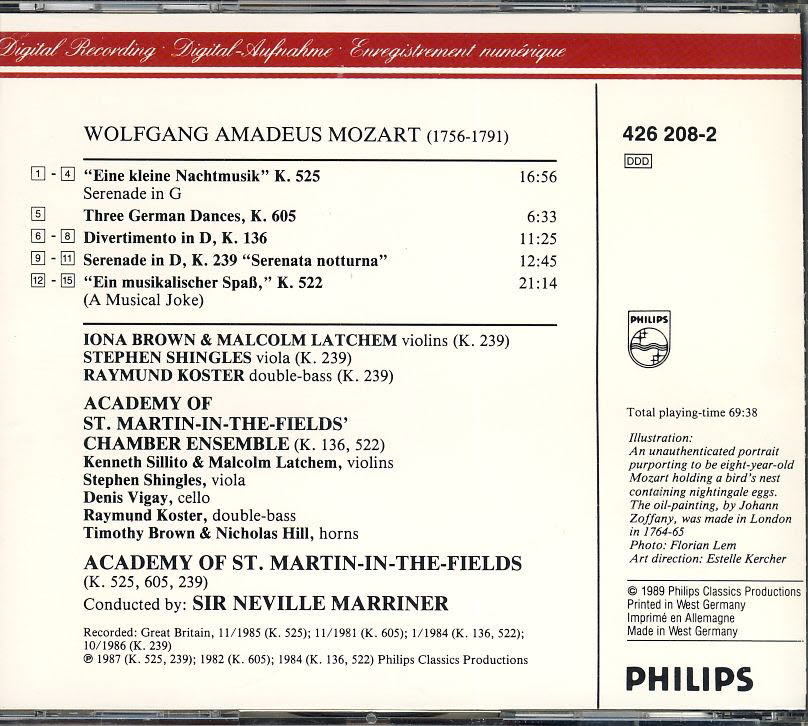 Digital Recording · Digital-Aufnahme · Enregistrement numérique
WOLFGANG AMADEUS MOZART (1756-1791)
1 - 4 “Eine kleine Nachtmusik” K. 525 16:56
Serenade in G
5 Three German Dances, K. 605 6:33
6 - 8 Divertimento in D, K. 136 11:25
9 - 11 Serenade in D, K. 239 “Serenata notturna” 12:45
12 - 15 “Ein musikalischer Spaß,” K. 522 21:14
(A Musical Joke)
IONA BROWN & MALCOLM LATCHEM violins (K. 239)
STEPHEN SHINGLES viola (K. 239)
RAYMUND KOSTER double-bass (K. 239)
ACADEMY OF
ST. MARTIN-IN-THE-FIELDS’
CHAMBER ENSEMBLE (K. 136, 522)
Kenneth Sillito & Malcolm Latchem, violins
Stephen Shingles, viola
Denis Vigay, cello
Raymund Koster, double-bass
Timothy Brown & Nicholas Hill, horns
ACADEMY OF ST. MARTIN-IN-THE-FIELDS
(K. 525, 605, 239)
Conducted by: SIR NEVILLE MARRINER
Recorded: Great Britain, 11/1985 (K. 525); 11/1981 (K. 605); 1/1984 (K. 136, 522);
10/1986 (K. 239)
℗ 1987 (K. 525, 239); 1982 (K. 605); 1984 (K. 136, 522) Philips Classics Productions
426 208-2
DDD
PHILIPS
Total playing-time 69:38
Illustration:
An unauthenticated portrait
purporting to be eight-year-old
Mozart holding a bird's nest
containing nightingale eggs.
The oil-painting, by Johann
Zoffany, was made in London
in 1764-65
Photo: Florian Lem
Art direction: Estelle Kercher
© 1989 Philips Classics Productions
Printed in West Germany
Imprimé en Allemagne
Made in West Germany
PHILIPS